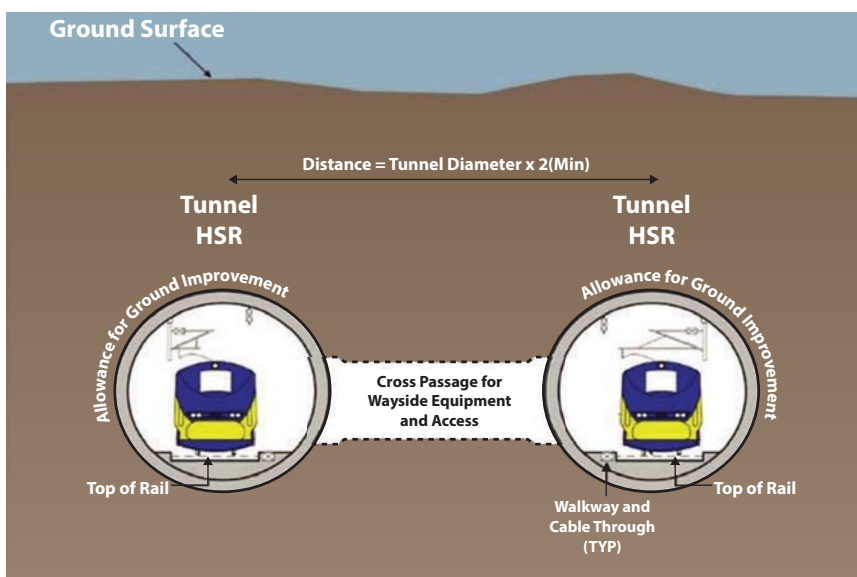 Ground Surface
Distance = Tunnel Diameter x 2(Min)
Tunnel
HSR
Tunnel
HSR
Allowance for Ground Improvement
Allowance for Ground Improvement
Cross Passage for
Wayside Equipment
and Access
Top of Rail
Top of Rail
Walkway and
Cable Through
(TYP)